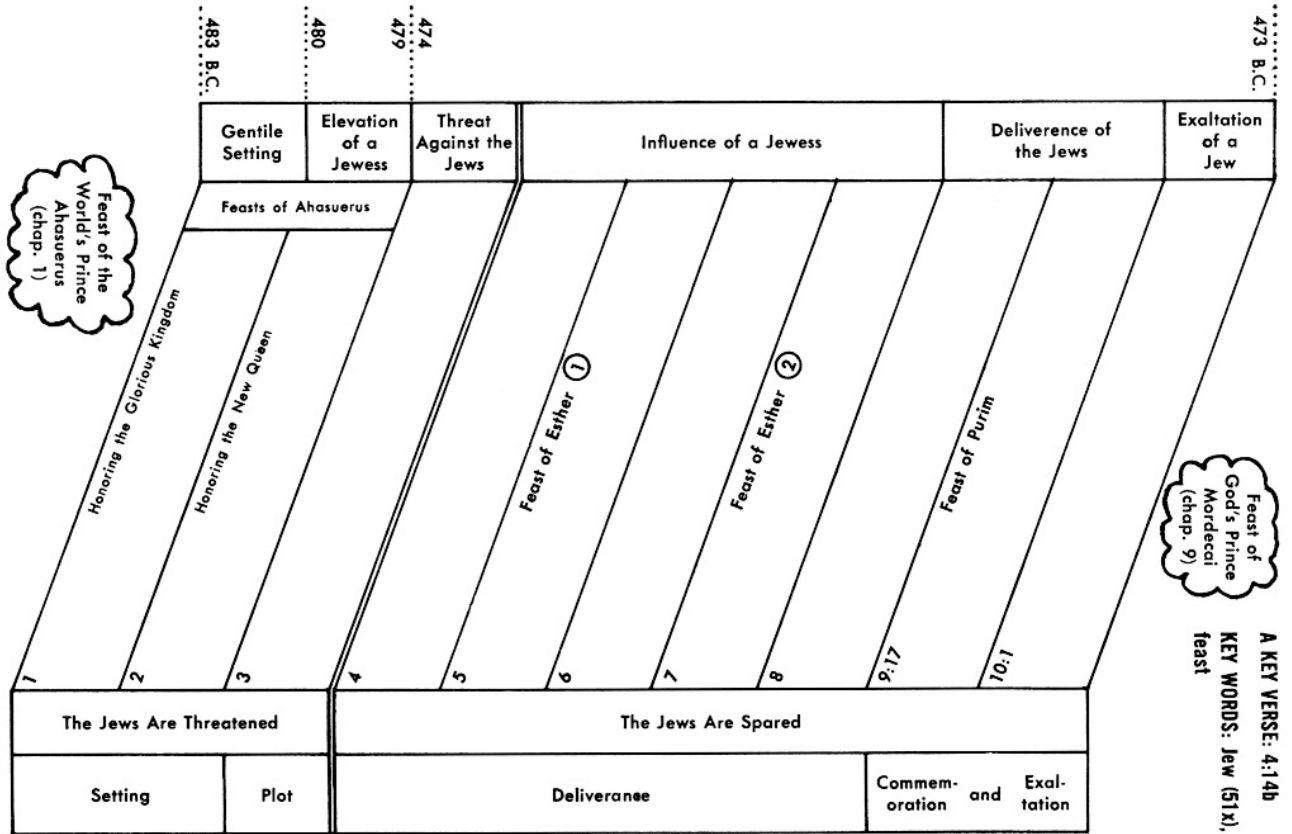 483 B.C.
480
479
474
473 B.C.
Gentile
Setting
Elevation
of a
Jewess
Threat
Against the
Jews
Influence of a Jewess
Deliverence of
the Jews
Exaltation
of a
Jew
Feasts of Ahasuerus
Feast of the
World's Prince
Ahasuerus
(chap. 1)
Honoring the Glorious Kingdom
Honoring the New Queen
Feast of Esther 1
Feast of Esther 2
Feast of Purim
Feast of
God's Prince
Mordecai
(chap. 9)
A KEY VERSE: 4:14b
KEY WORDS: Jew (51x),
feast
1
2
3
4
5
6
7
8
9:17
10:1
The Jews Are Threatened
The Jews Are Spared
Setting
Plot
Deliverance
Commem-
oration
and
Exal-
tation